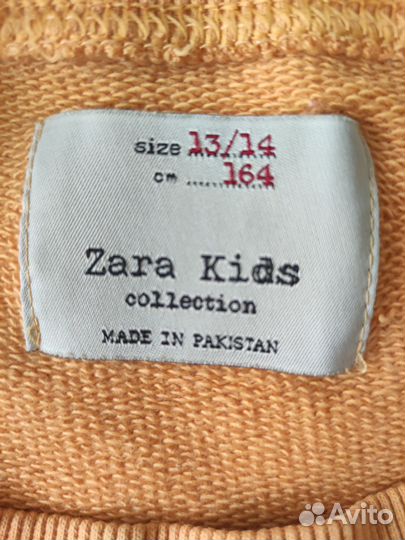 size 13/14
cm ...... 164
Zara Kids
collection
MADE IN PAKISTAN
Avito